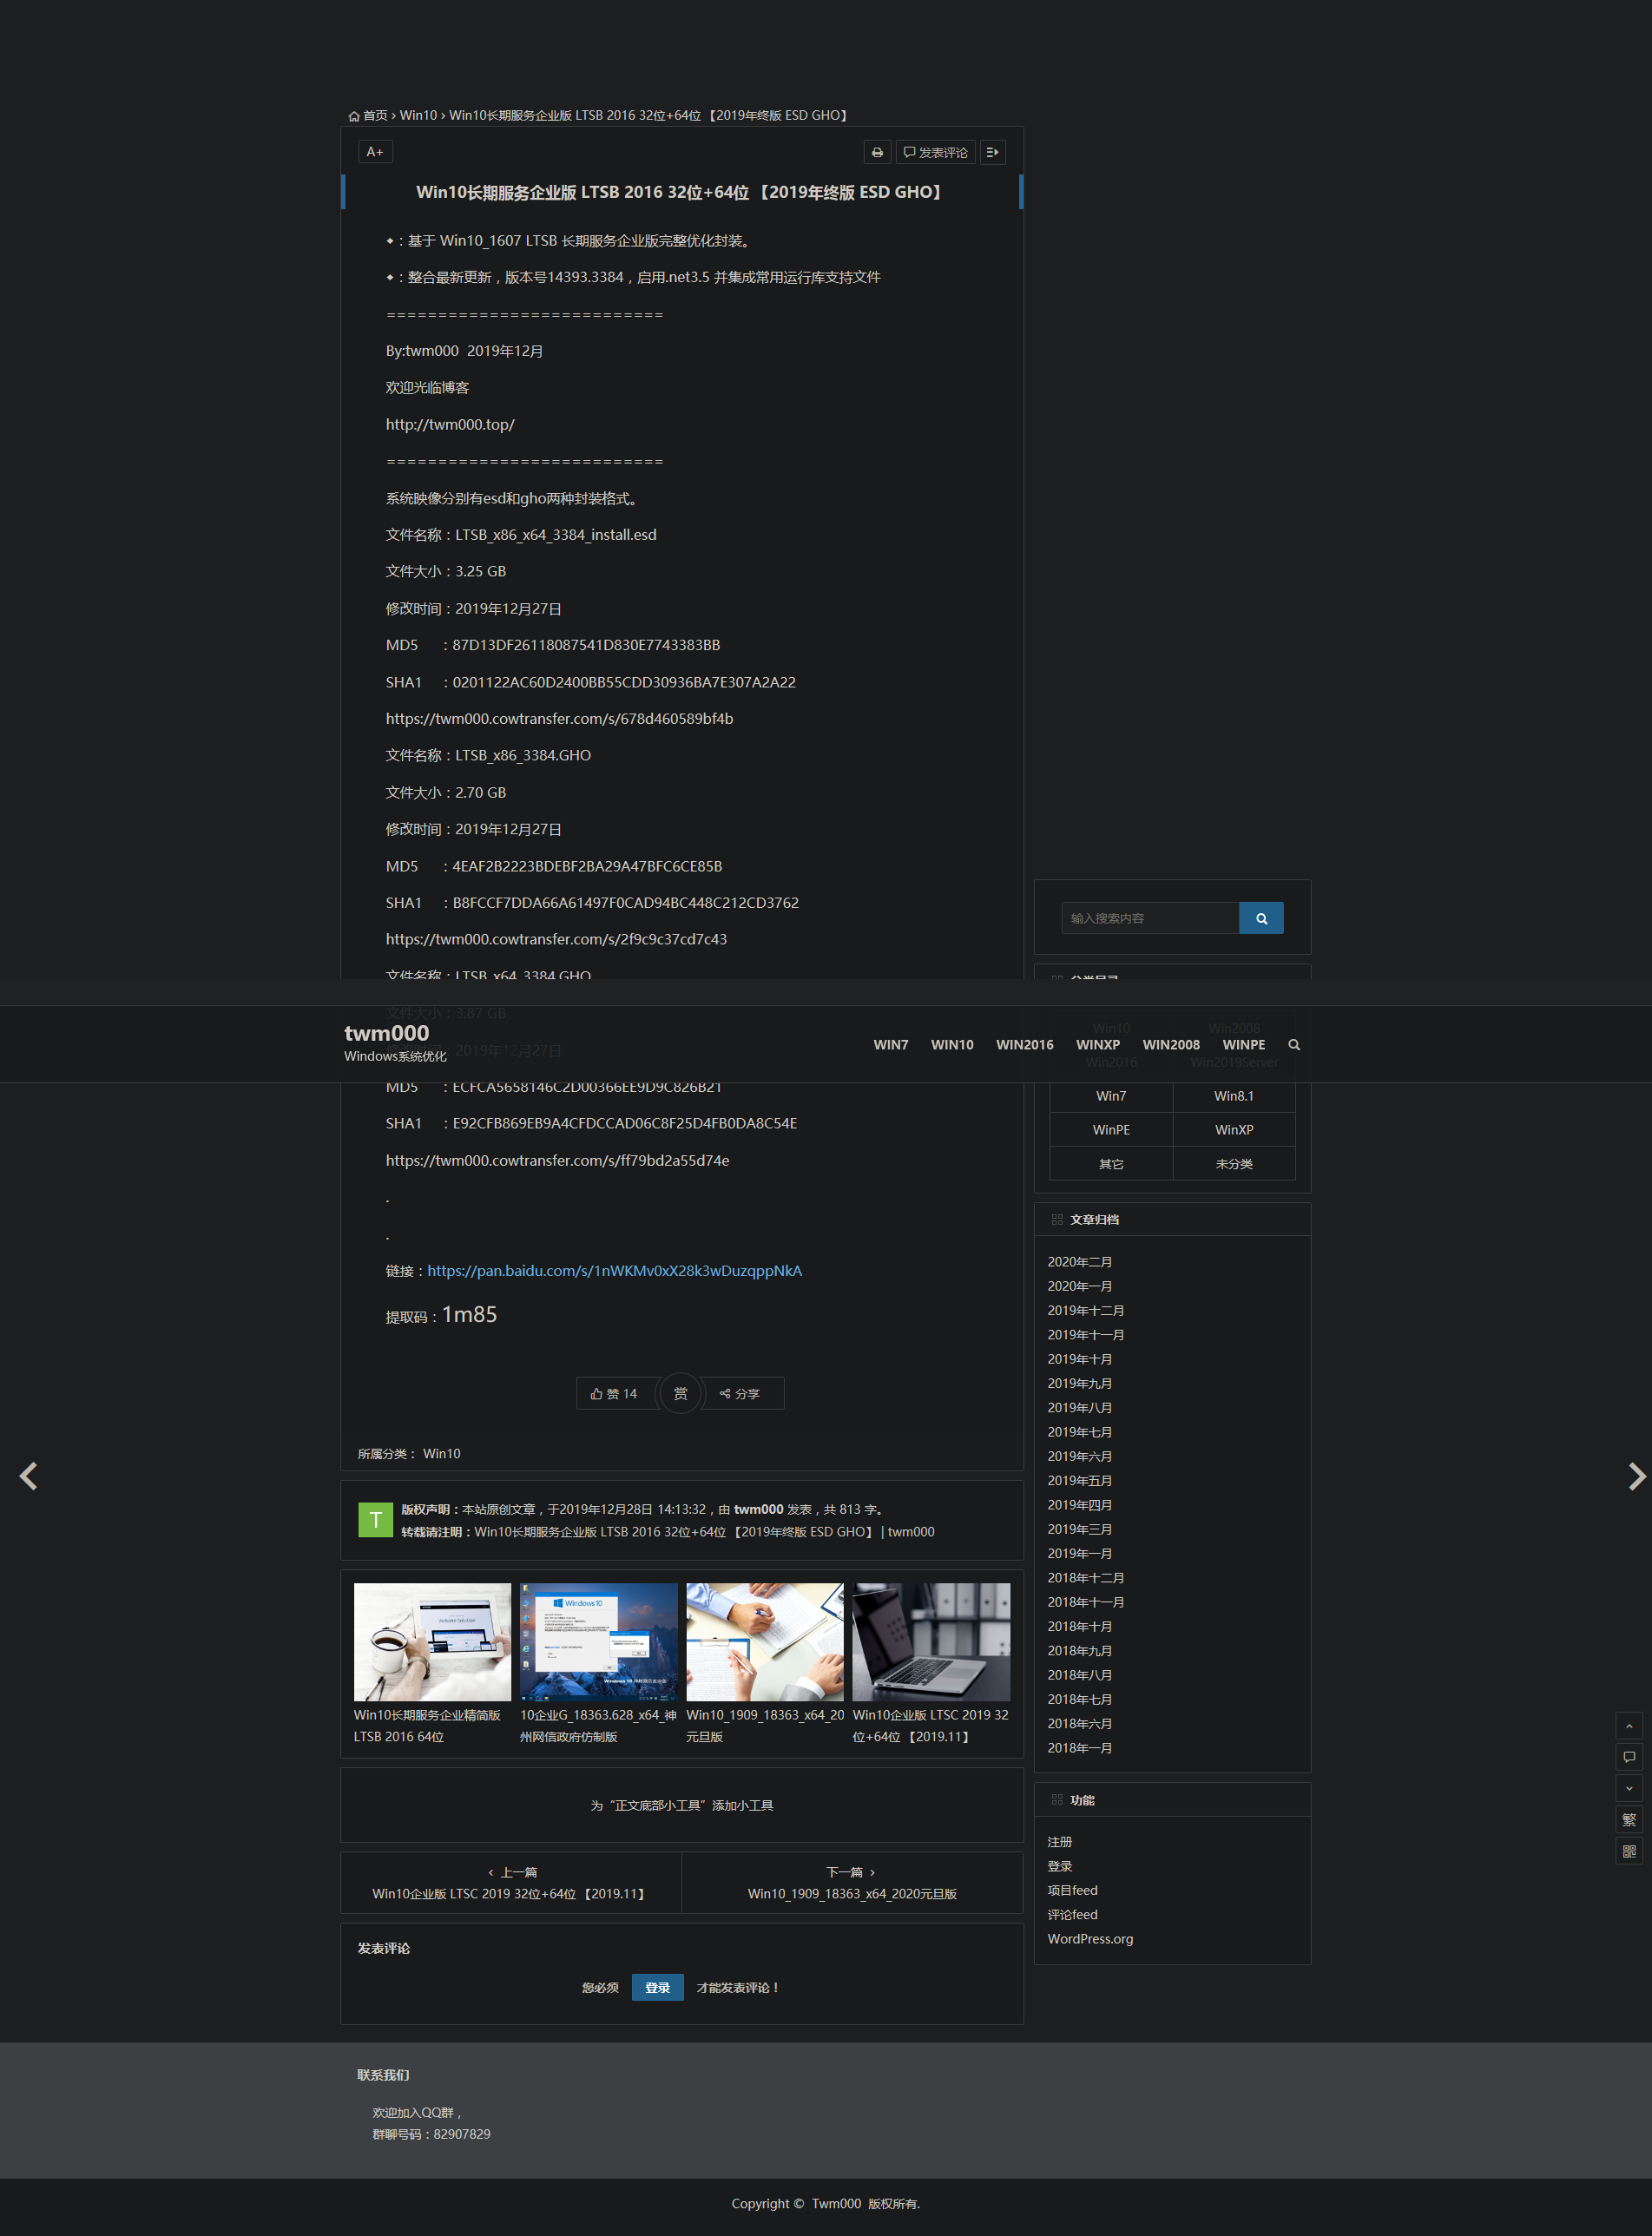 首页 › Win10 › Win10长期服务企业版 LTSB 2016 32位+64位 【2019年终版 ESD GHO】
A+
发表评论
Win10长期服务企业版 LTSB 2016 32位+64位 【2019年终版 ESD GHO】
◆：基于 Win10_1607 LTSB 长期服务企业版完整优化封装。
◆：整合最新更新，版本号14393.3384，启用.net3.5 并集成常用运行库支持文件
===========================
By:twm000  2019年12月
欢迎光临博客
http://twm000.top/
===========================
系统映像分别有esd和gho两种封装格式。
文件名称：LTSB_x86_x64_3384_install.esd
文件大小：3.25 GB
修改时间：2019年12月27日
MD5      ：87D13DF26118087541D830E7743383BB
SHA1     ：0201122AC60D2400BB55CDD30936BA7E307A2A22
https://twm000.cowtransfer.com/s/678d460589bf4b
文件名称：LTSB_x86_3384.GHO
文件大小：2.70 GB
修改时间：2019年12月27日
MD5      ：4EAF2B2223BDEBF2BA29A47BFC6CE85B
SHA1     ：B8FCCF7DDA66A61497F0CAD94BC448C212CD3762
https://twm000.cowtransfer.com/s/2f9c9c37cd7c43
文件名称：LTSB_x64_3384.GHO
文件大小：3.87 GB
修改时间：2019年12月27日
twm000
Windows系统优化
WIN7 WIN10 WIN2016 WINXP WIN2008 WINPE
MD5      ：ECFCA5658146C2D00366EE9D9C826B21
SHA1     ：E92CFB869EB9A4CFDCCAD06C8F25D4FB0DA8C54E
https://twm000.cowtransfer.com/s/ff79bd2a55d74e
.
.
链接：https://pan.baidu.com/s/1nWKMv0xX28k3wDuzqppNkA
提取码：1m85
赞 14 赏 分享
所属分类： Win10
T
版权声明：本站原创文章，于2019年12月28日 14:13:32，由 twm000 发表，共 813 字。
转载请注明：Win10长期服务企业版 LTSB 2016 32位+64位 【2019年终版 ESD GHO】 | twm000
Windows10
Win10长期服务企业精简版
LTSB 2016 64位
10企业G_18363.628_x64_神
州网信政府仿制版
Win10_1909_18363_x64_20
元旦版
Win10企业版 LTSC 2019 32
位+64位 【2019.11】
为“正文底部小工具”添加小工具
‹ 上一篇
Win10企业版 LTSC 2019 32位+64位 【2019.11】
下一篇 ›
Win10_1909_18363_x64_2020元旦版
发表评论
您必须 登录 才能发表评论！
输入搜索内容
分类目录
Win10 Win2008
Win2016 Win2019Server
Win7 Win8.1
WinPE WinXP
其它 未分类
文章归档
2020年二月
2020年一月
2019年十二月
2019年十一月
2019年十月
2019年九月
2019年八月
2019年七月
2019年六月
2019年五月
2019年四月
2019年三月
2019年一月
2018年十二月
2018年十一月
2018年十月
2018年九月
2018年八月
2018年七月
2018年六月
2018年一月
功能
注册
登录
项目feed
评论feed
WordPress.org
繁
联系我们
欢迎加入QQ群，
群聊号码：82907829
Copyright ©  Twm000  版权所有.